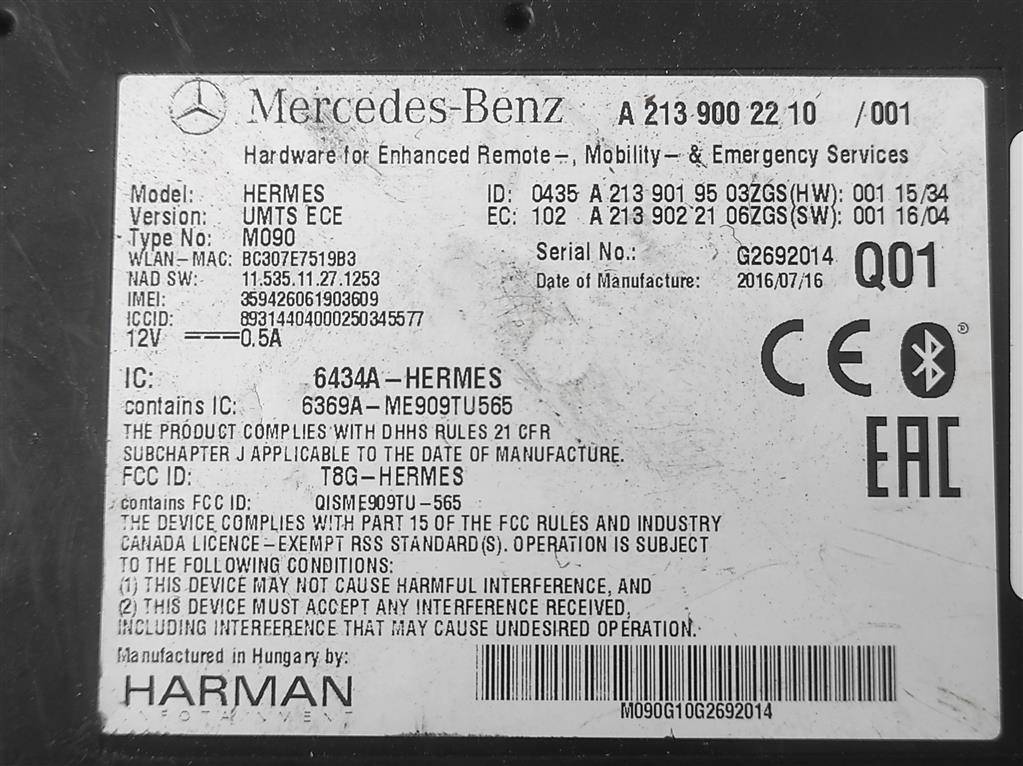 Mercedes-Benz A 213 900 22 10 /001
Hardware for Enhanced Remote-, Mobility- & Emergency Services
Model: HERMES ID: 0435 A 213 901 95 03ZGS(HW): 001 15/34
Version: UMTS ECE EC: 102 A 213 902 21 06ZGS(SW): 001 16/04
Type No: M090
WLAN-MAC: BC307E7519B3 Serial No.: G2692014 Q01
NAD SW: 11.535.11.27.1253 Date of Manufacture: 2016/07/16
IMEI: 359426061903609
ICCID: 89314404000250345577
12V 0.5A
IC: 6434A-HERMES
contains IC: 6369A-ME909TU565
THE PRODUCT COMPLIES WITH DHHS RULES 21 CFR
SUBCHAPTER J APPLICABLE TO THE DATE OF MANUFACTURE.
FCC ID: T8G-HERMES
contains FCC ID: QISME909TU-565
THE DEVICE COMPLIES WITH PART 15 OF THE FCC RULES AND INDUSTRY
CANADA LICENCE-EXEMPT RSS STANDARD(S). OPERATION IS SUBJECT
TO THE FOLLOWING CONDITIONS:
(1) THIS DEVICE MAY NOT CAUSE HARMFUL INTERFERENCE, AND
(2) THIS DEVICE MUST ACCEPT ANY INTERFERENCE RECEIVED,
INCLUDING INTERFERENCE THAT MAY CAUSE UNDESIRED OPERATION.
CE
®
EAC
Manufactured in Hungary by:
HARMAN
INFOTAINMENT
M090G10G2692014